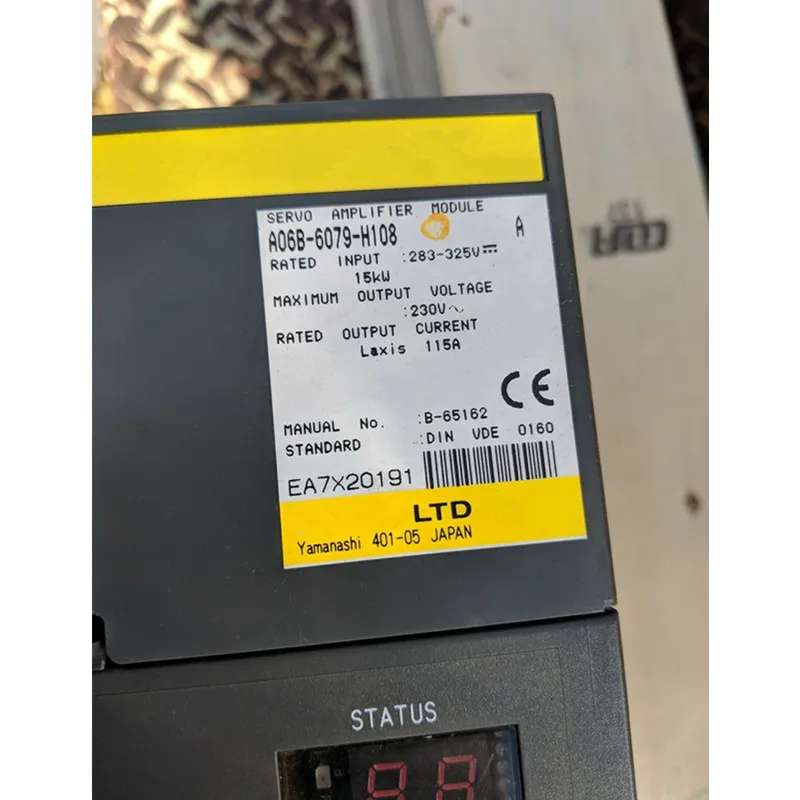 SERVO AMPLIFIER MODULE
A06B-6079-H108 A
RATED INPUT :283-325V⎓
15kW
MAXIMUM OUTPUT VOLTAGE
:230V~
RATED OUTPUT CURRENT
Laxis 115A
CE
MANUAL No. :B-65162
STANDARD :DIN VDE 0160
EA7X20191
LTD
Yamanashi 401-05 JAPAN
STATUS